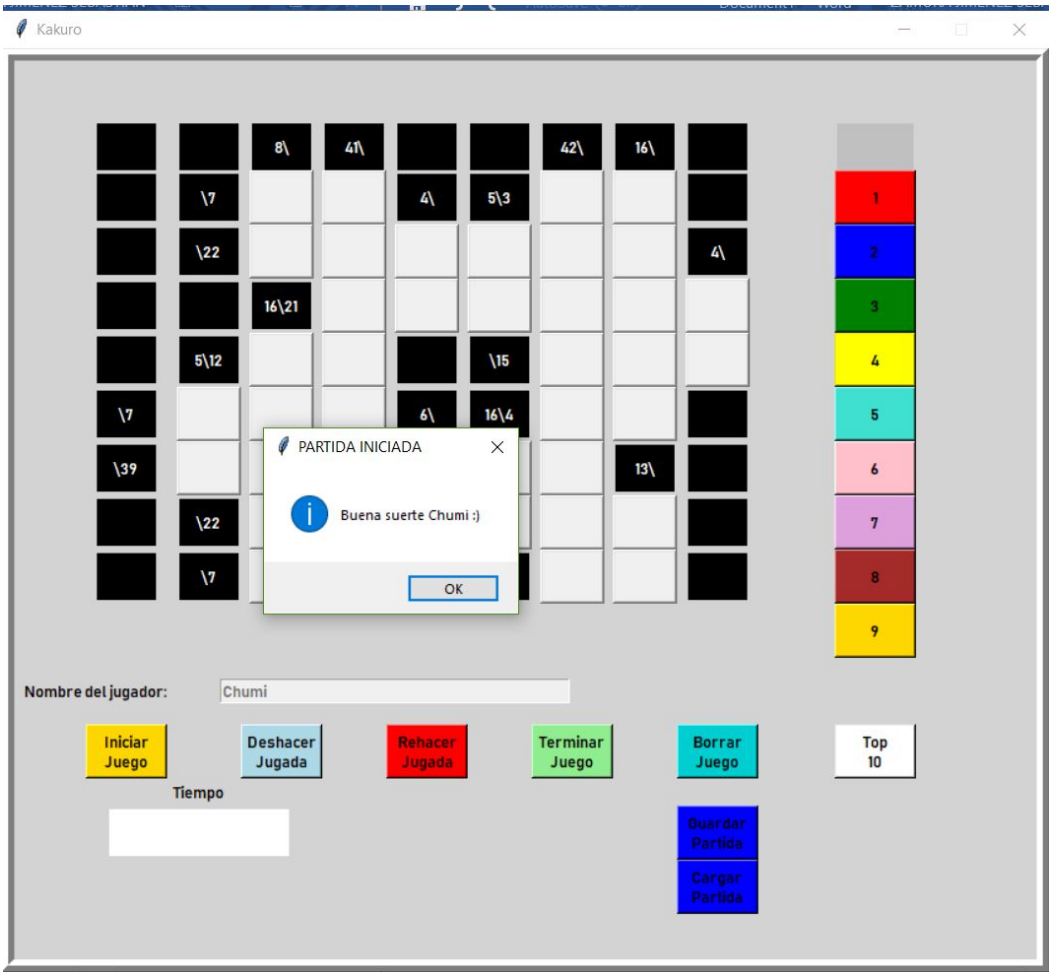 Kakuro
8\ 41\ 42\ 16\
\7 4\ 5\3 1
\22 4\ 2
16\21 3
5\12 \15 4
\7 6\ 16\4 5
PARTIDA INICIADA
\39 13\ 6
Buena suerte Chumi :)
\22 7
\7 8
OK
9
Nombre del jugador: Chumi
Iniciar Deshacer Rehacer Terminar Borrar Top
Juego Jugada Jugada Juego Juego 10
Tiempo
Guardar
Partida
Cargar
Partida